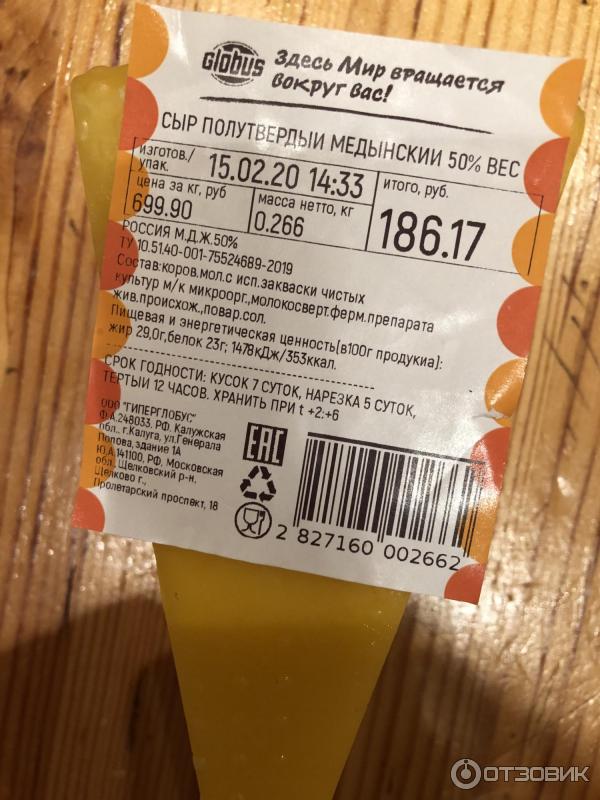 Globus
Здесь Мир вращается
вокруг вас!
СЫР ПОЛУТВЕРДЫИ МЕДЫНСКИИ 50% ВЕС
изготов./
упак.
15.02.20 14:33
итого, руб.
цена за кг, руб
масса нетто, кг
699.90
0.266
186.17
РОССИЯ М.Д.Ж.50%
ТУ 10.51.40-001-75524689-2019
Состав:коров.мол.с исп.закваски чистых
культур м/к микроорг.,молокосверт.ферм.препарата
жив.происхож.,повар.сол.
Пищевая и энергетическая ценность(в100г продукиа):
жир 29,0г,белок 23г; 1478кДж/353ккал.
СРОК ГОДНОСТИ: КУСОК 7 СУТОК, НАРЕЗКА 5 СУТОК,
ТЕРТЫЙ 12 ЧАСОВ. ХРАНИТЬ ПРИ t +2:+6
ООО "ГИПЕРГЛОБУС",
Ф.А.248033, РФ. Калужская
обл., г.Калуга, ул.Генерала
Попова, здание 1А
Ю.А.141100, РФ, Московская
обл., Щелковский р-н,
Щелково г.,
Пролетарский проспект, 18
EAC
2 827160 002662
ОТЗОВИК